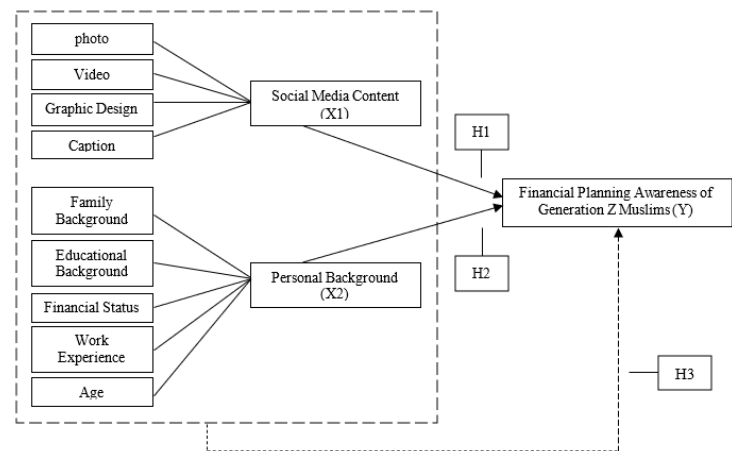 photo
Video
Graphic Design
Caption
Social Media Content
(X1)
Family
Background
Educational
Background
Financial Status
Work
Experience
Age
Personal Background
(X2)
H1
H2
Financial Planning Awareness of
Generation Z Muslims (Y)
H3